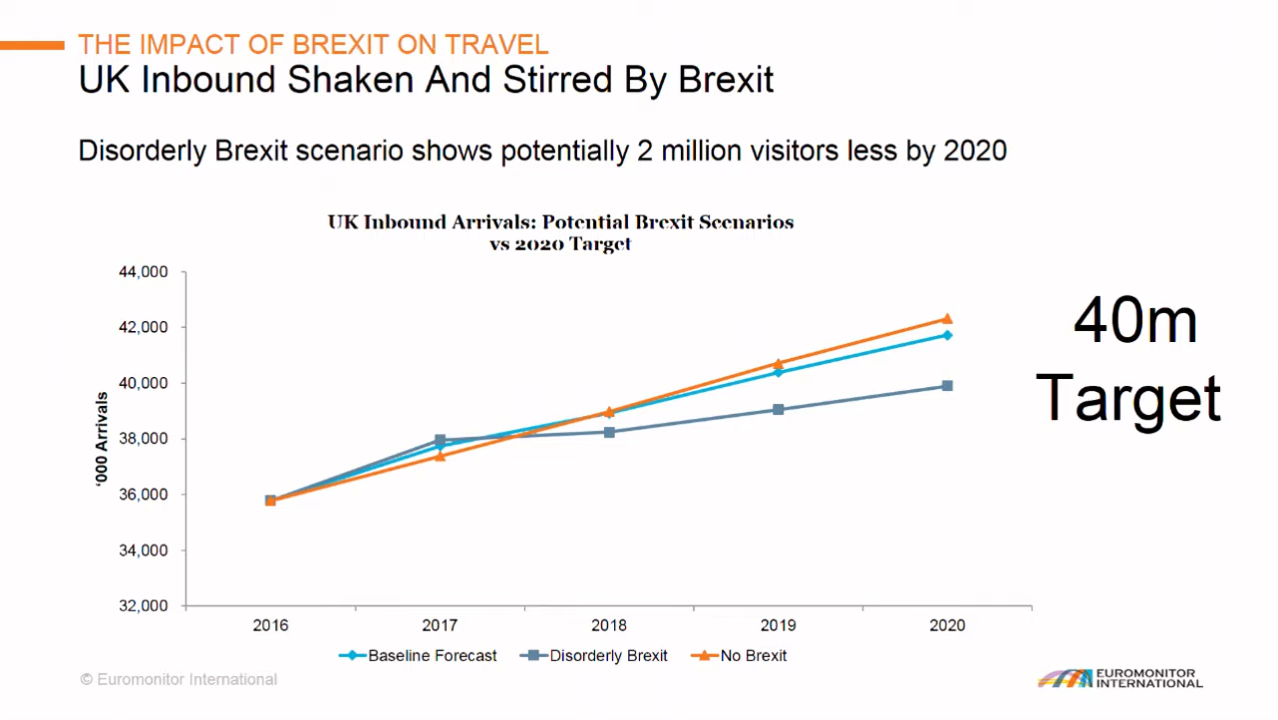 THE IMPACT OF BREXIT ON TRAVEL
UK Inbound Shaken And Stirred By Brexit
Disorderly Brexit scenario shows potentially 2 million visitors less by 2020
UK Inbound Arrivals: Potential Brexit Scenarios
vs 2020 Target
44,000
42,000
40,000
38,000
36,000
34,000
32,000
'000 Arrivals
2016 2017 2018 2019 2020
Baseline Forecast Disorderly Brexit No Brexit
40m
Target
© Euromonitor International
EUROMONITOR
INTERNATIONAL